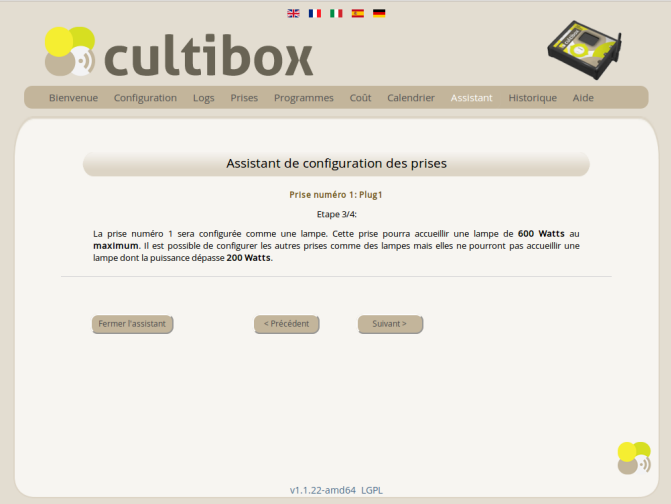 cultibox
Bienvenue Configuration Logs Prises Programmes Coût Calendrier Assistant Historique Aide
Assistant de configuration des prises
Prise numéro 1: Plug1
Etape 3/4:
La prise numéro 1 sera configurée comme une lampe. Cette prise pourra accueillir une lampe de 600 Watts au
maximum. Il est possible de configurer les autres prises comme des lampes mais elles ne pourront pas accueillir une
lampe dont la puissance dépasse 200 Watts.
Fermer l'assistant < Précédent Suivant >
v1.1.22-amd64 LGPL